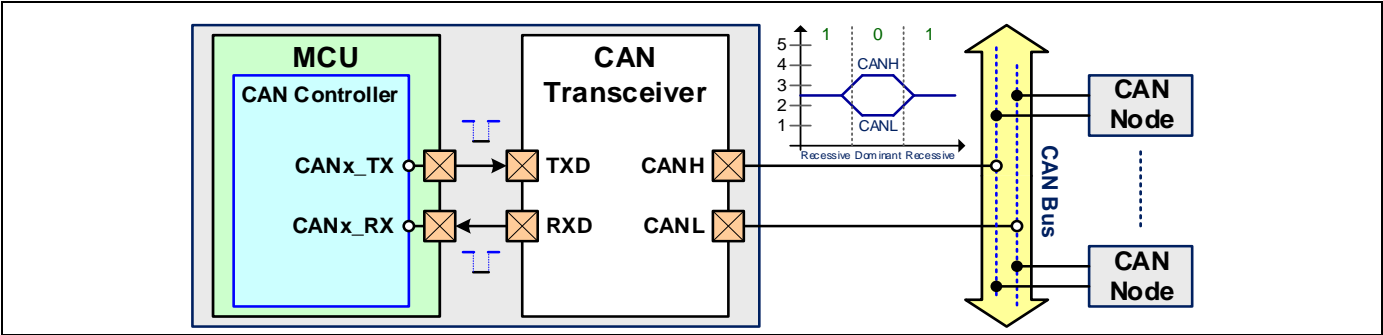 MCU
CAN Controller
CANx_TX
CANx_RX
CAN
Transceiver
TXD
RXD
CANH
CANL
5
4
3
2
1
1 0 1
CANH
CANL
Recessive Dominant Recessive
CAN Bus
CAN
Node
CAN
Node